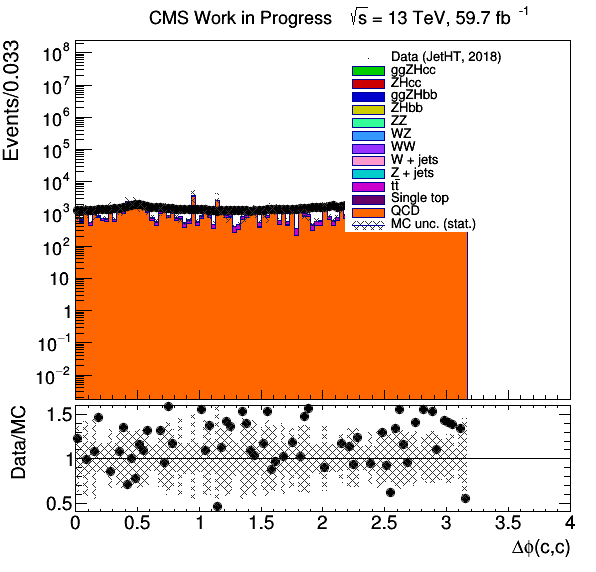 CMS Work in Progress √s = 13 TeV, 59.7 fb⁻¹
Events/0.033
10⁸
10⁷
10⁶
10⁵
10⁴
10³
10²
10
1
10⁻¹
10⁻²
Data (JetHT, 2018)
ggZHcc
ZHcc
ggZHbb
ZHbb
ZZ
WZ
WW
W + jets
Z + jets
tt̄
Single top
QCD
MC unc. (stat.)
Data/MC
1.5
1
0.5
0 0.5 1 1.5 2 2.5 3 3.5 4
Δϕ(c,c)